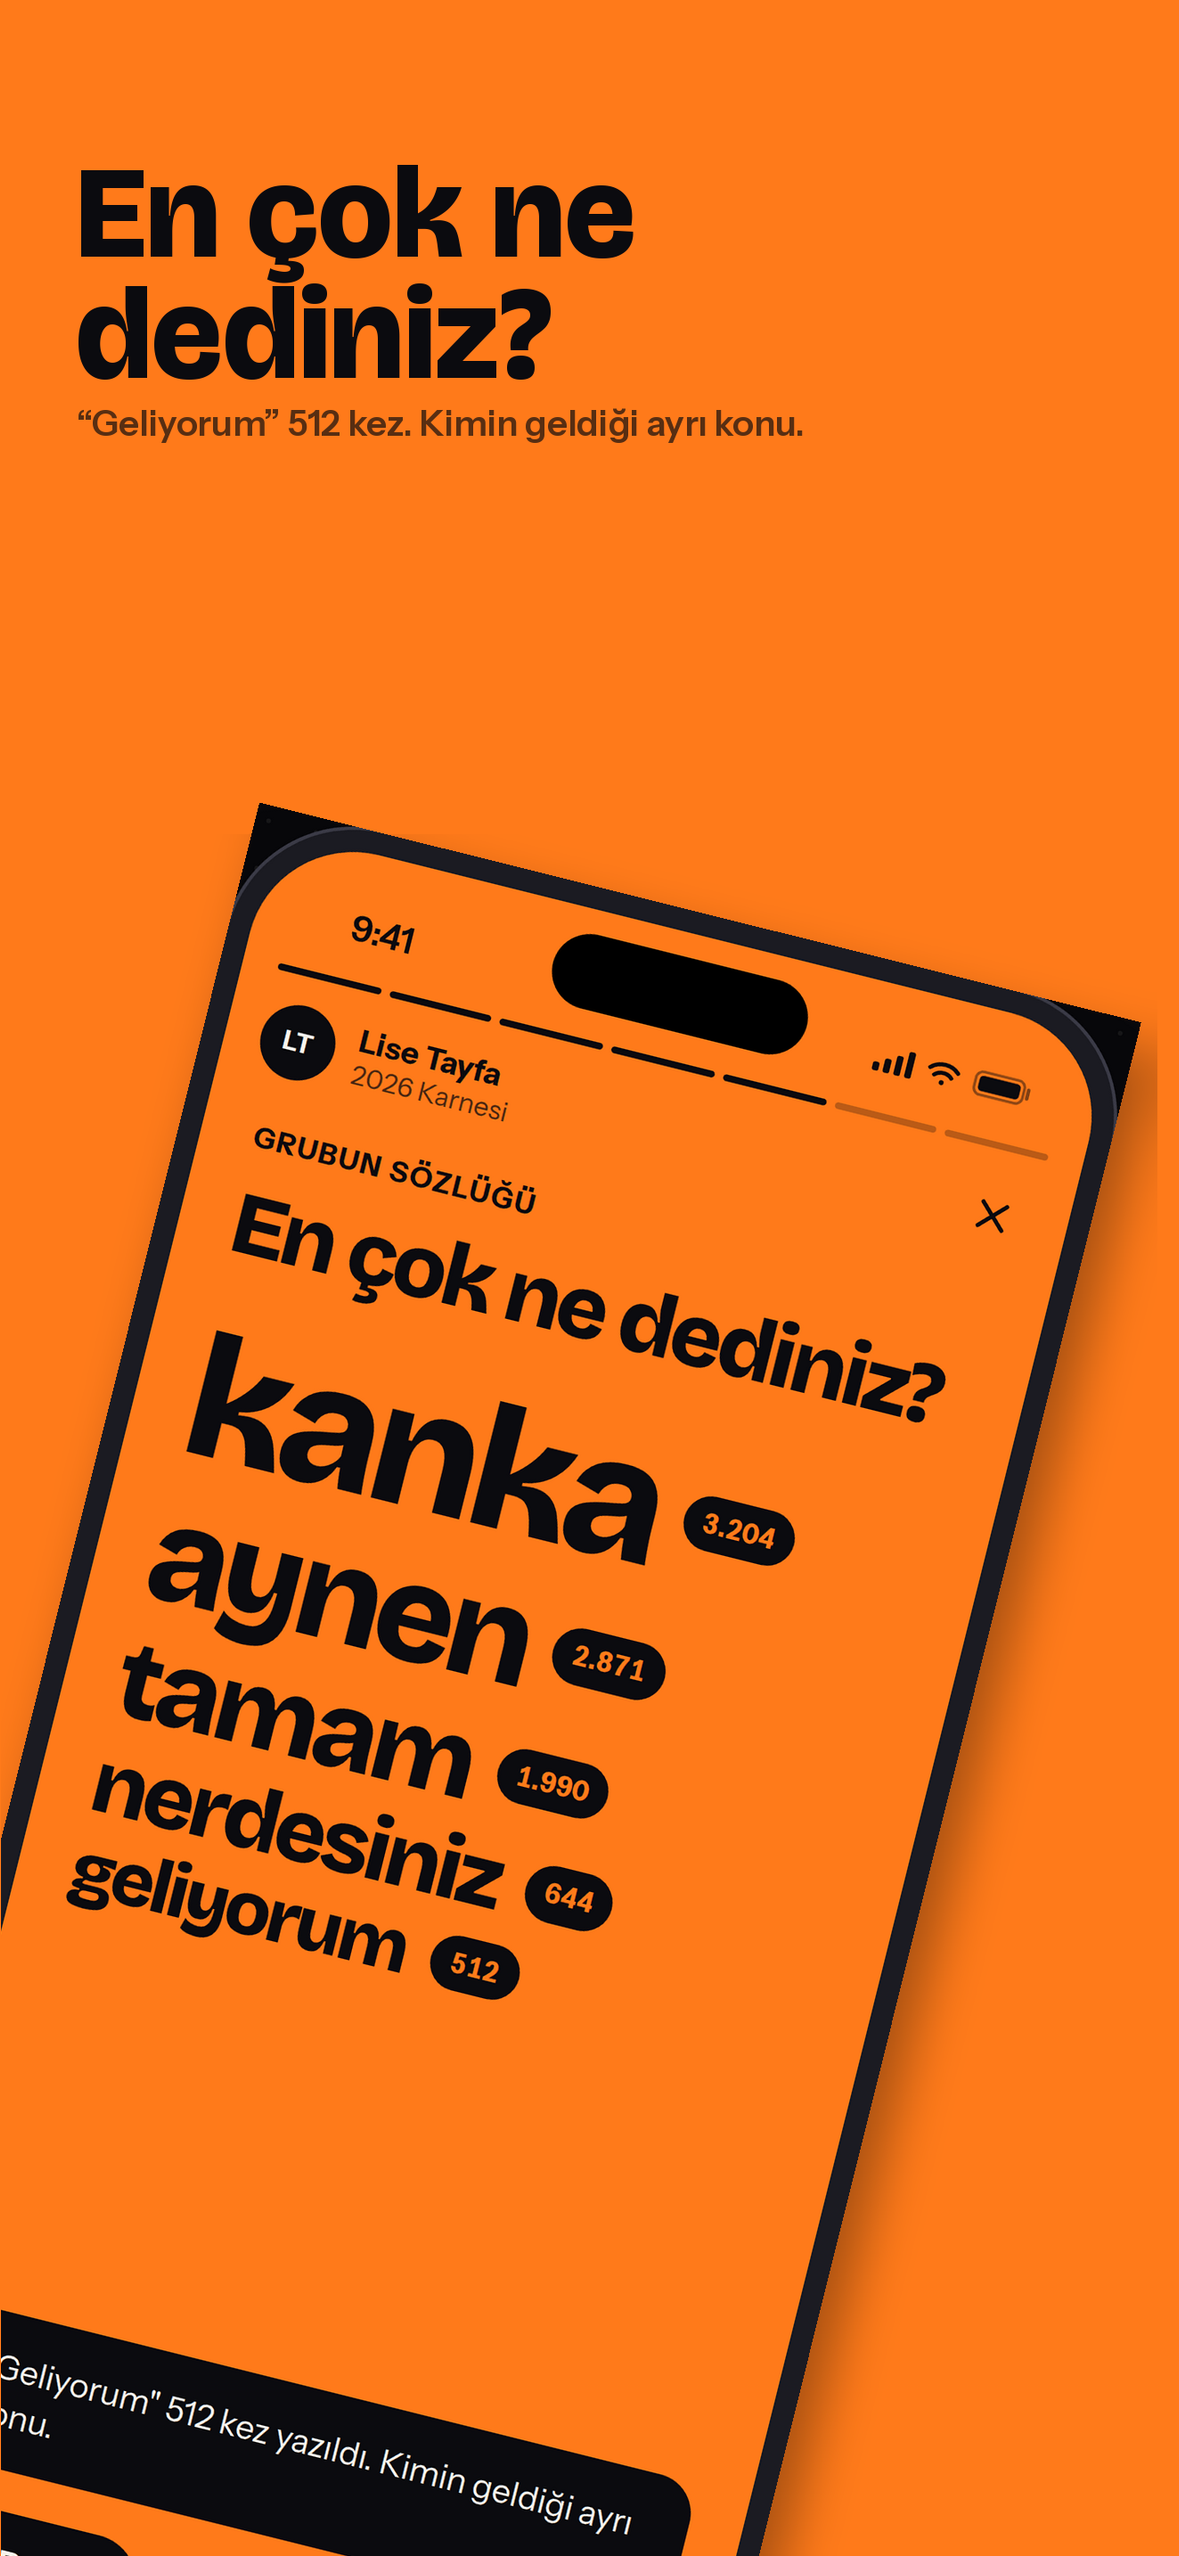 En çok ne
dediniz?
“Geliyorum” 512 kez. Kimin geldiği ayrı konu.
9:41
LT
Lise Tayfa
2026 Karnesi
GRUBUN SÖZLÜĞÜ
En çok ne dediniz?
kanka 3.204
aynen 2.871
tamam 1.990
nerdesiniz 644
geliyorum 512
Geliyorum" 512 kez yazıldı. Kimin geldiği ayrı
onu.